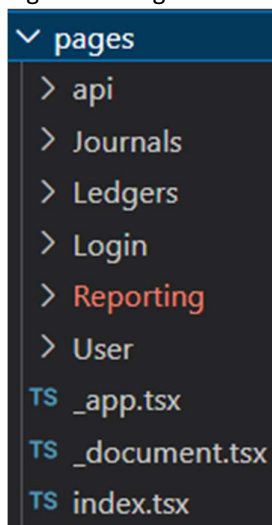 pages
api
Journals
Ledgers
Login
Reporting
User
TS _app.tsx
TS _document.tsx
TS index.tsx